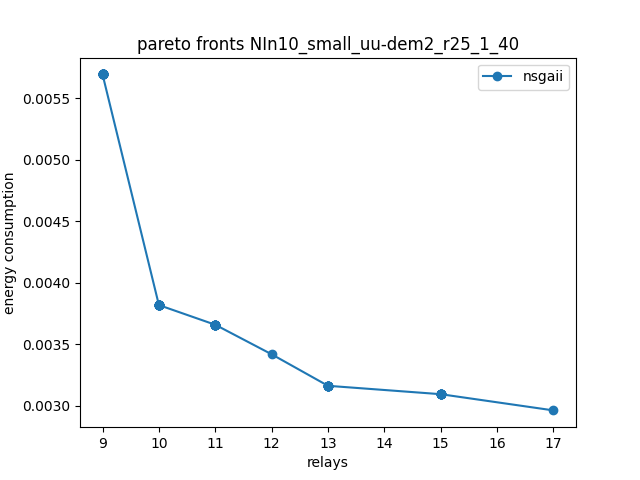 pareto fronts NIn10_small_uu-dem2_r25_1_40
nsgaii
energy consumption
0.0055
0.0050
0.0045
0.0040
0.0035
0.0030
9 10 11 12 13 14 15 16 17
relays